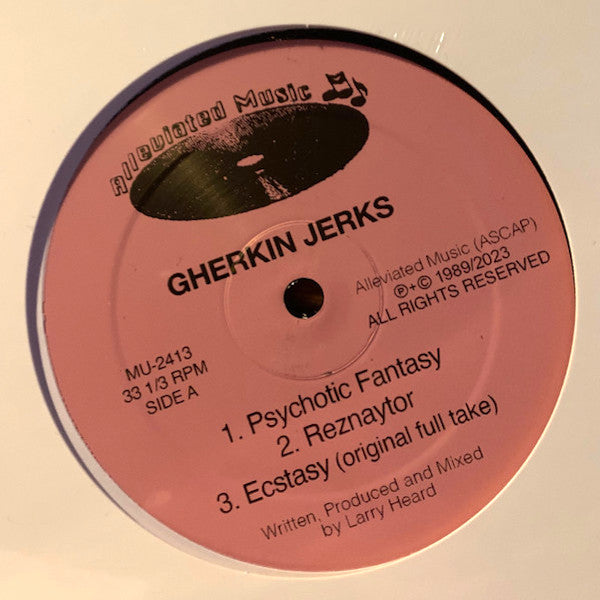 Alleviated Music
GHERKIN JERKS
Alleviated Music (ASCAP)
℗+© 1989/2023
ALL RIGHTS RESERVED
MU-2413
33 1/3 RPM
SIDE A
1. Psychotic Fantasy
2. Reznaytor
3. Ecstasy (original full take)
Written, Produced and Mixed
by Larry Heard